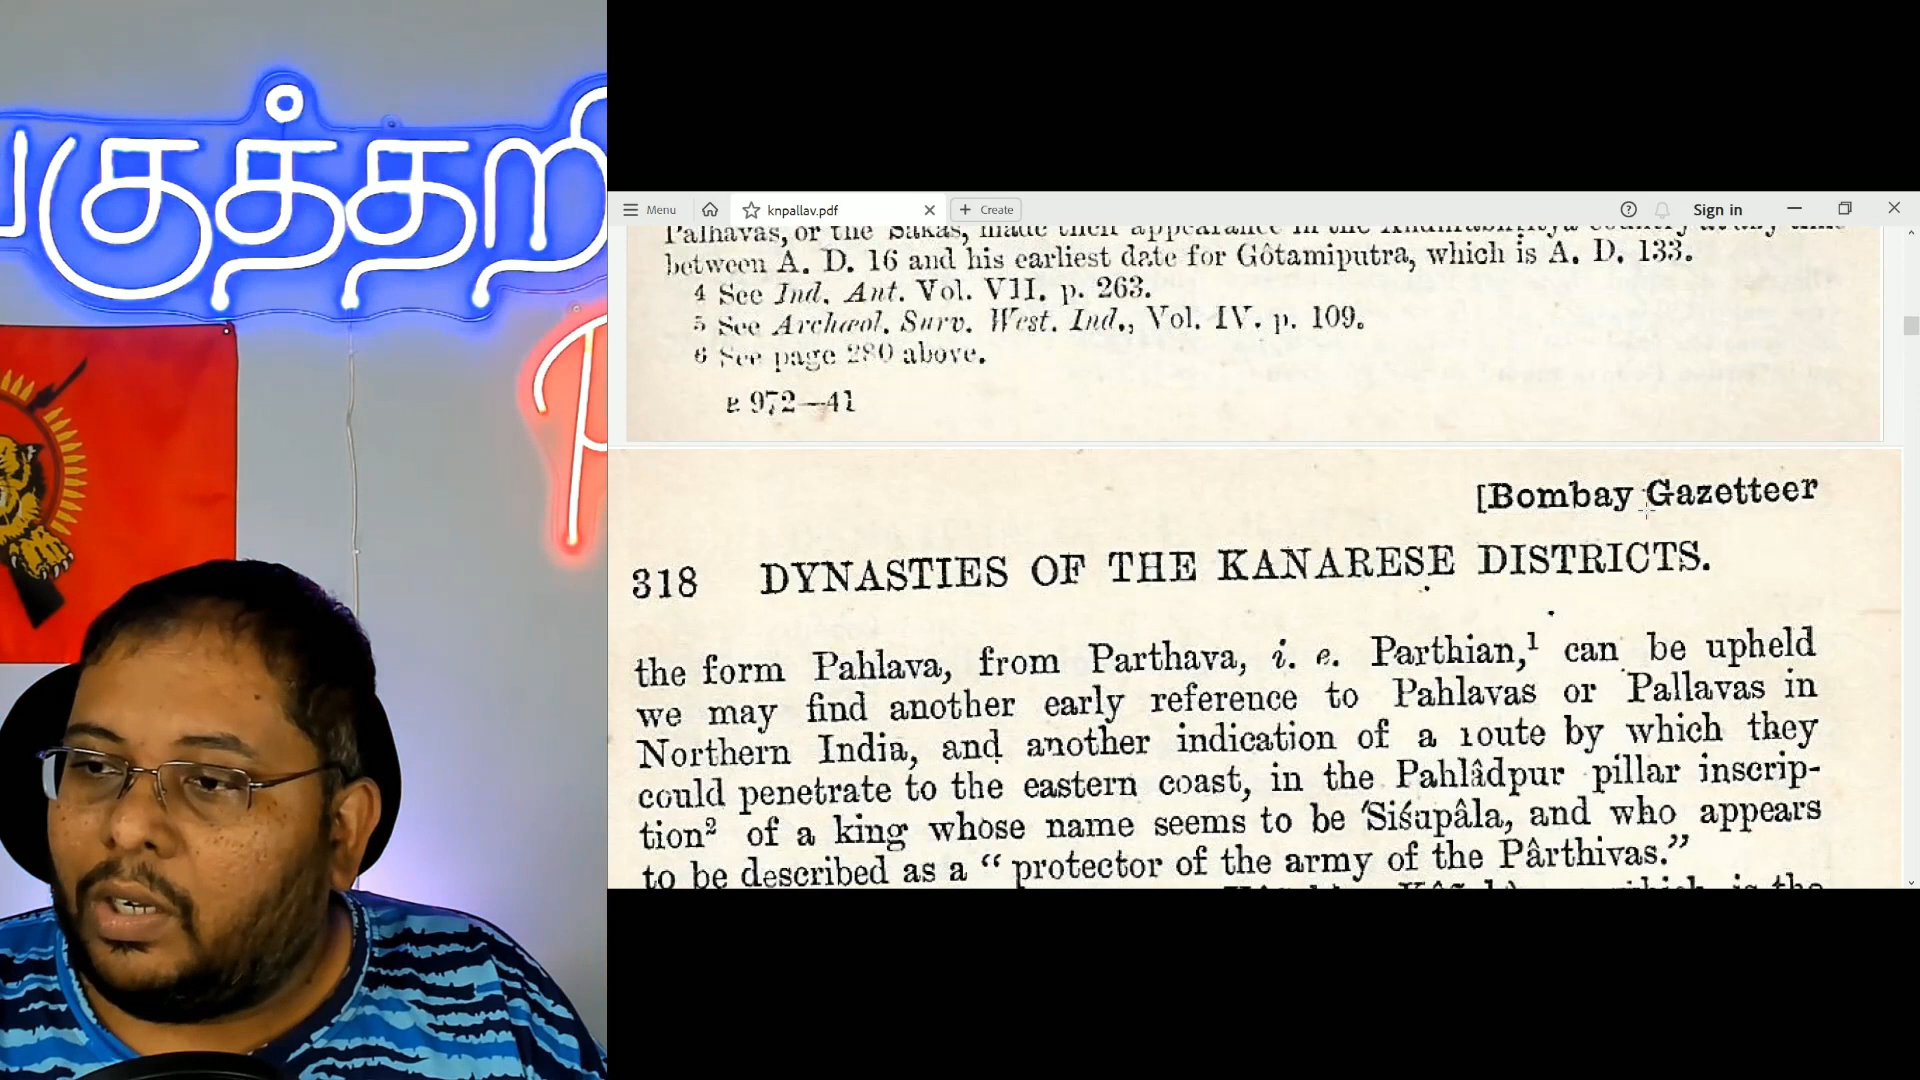 குத்தறி
P
Menu
knpallav.pdf
Create
Sign in
between A. D. 16 and his earliest date for Gôtamiputra, which is A. D. 133.
4 See Ind. Ant. Vol. VII. p. 263.
5 See Archæol. Surv. West. Ind., Vol. IV. p. 109.
6 See page 280 above.
B 972—41
[Bombay Gazetteer
318 DYNASTIES OF THE KANARESE DISTRICTS.
the form Pahlava, from Parthava, i. e. Parthian,1 can be upheld
we may find another early reference to Pahlavas or Pallavas in
Northern India, and another indication of a route by which they
could penetrate to the eastern coast, in the Pahlâdpur pillar inscrip-
tion2 of a king whose name seems to be Śiśupâla, and who appears
to be described as a “ protector of the army of the Pârthivas.”